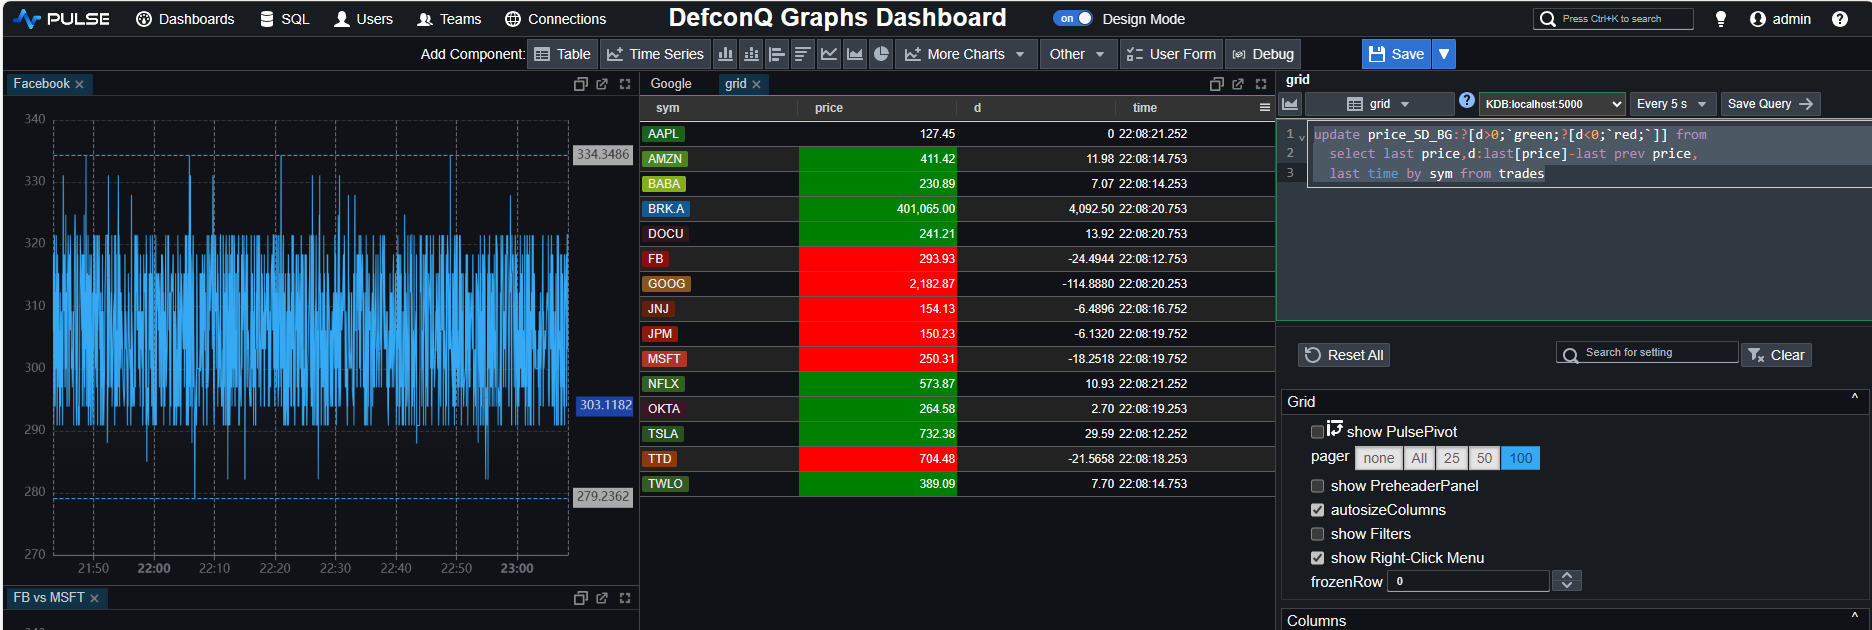 PULSE Dashboards SQL Users Teams Connections DefconQ Graphs Dashboard on Design Mode Press Ctrl+K to search admin ?
Add Component: Table Time Series More Charts Other User Form Debug Save
Facebook
340
330
320
310
300
290
280
270
334.3486
303.1182
279.2362
21:50 22:00 22:10 22:20 22:30 22:40 22:50 23:00
FB vs MSFT
Google grid
sym price d time
AAPL 127.45 0 22:08:21.252
AMZN 411.42 11.98 22:08:14.753
BABA 230.89 7.07 22:08:14.253
BRK.A 401,065.00 4,092.50 22:08:20.753
DOCU 241.21 13.92 22:08:20.753
FB 293.93 -24.4944 22:08:12.753
GOOG 2,182.87 -114.8880 22:08:20.253
JNJ 154.13 -6.4896 22:08:16.752
JPM 150.23 -6.1320 22:08:19.752
MSFT 250.31 -18.2518 22:08:19.752
NFLX 573.87 10.93 22:08:21.252
OKTA 264.58 2.70 22:08:19.253
TSLA 732.38 29.59 22:08:12.252
TTD 704.48 -21.5658 22:08:18.253
TWLO 389.09 7.70 22:08:14.753
grid
grid ? KDB:localhost:5000 Every 5 s Save Query
1 update price_SD_BG:?[d>0;`green;?[d<0;`red;`]] from
2 select last price,d:last[price]-last prev price,
3 last time by sym from trades
Reset All Search for setting Clear
Grid
show PulsePivot
pager none All 25 50 100
show PreheaderPanel
autosizeColumns
show Filters
show Right-Click Menu
frozenRow 0
Columns